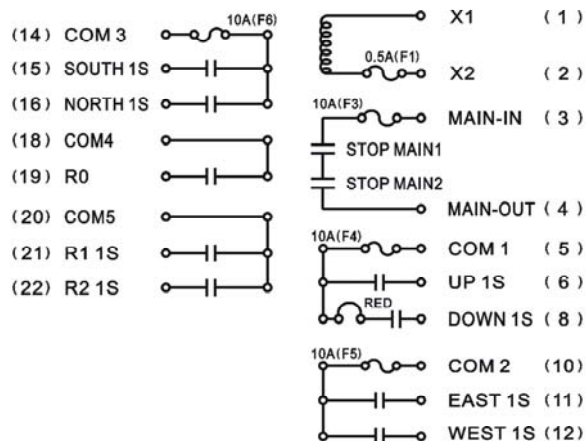 10A(F6)
(14) COM 3
(15) SOUTH 1S
(16) NORTH 1S
(18) COM4
(19) R0
(20) COM5
(21) R1 1S
(22) R2 1S
X1 (1)
0.5A(F1)
X2 (2)
10A(F3)
MAIN-IN (3)
STOP MAIN1
STOP MAIN2
MAIN-OUT (4)
10A(F4)
COM 1 (5)
UP 1S (6)
RED
DOWN 1S (8)
10A(F5)
COM 2 (10)
EAST 1S (11)
WEST 1S (12)